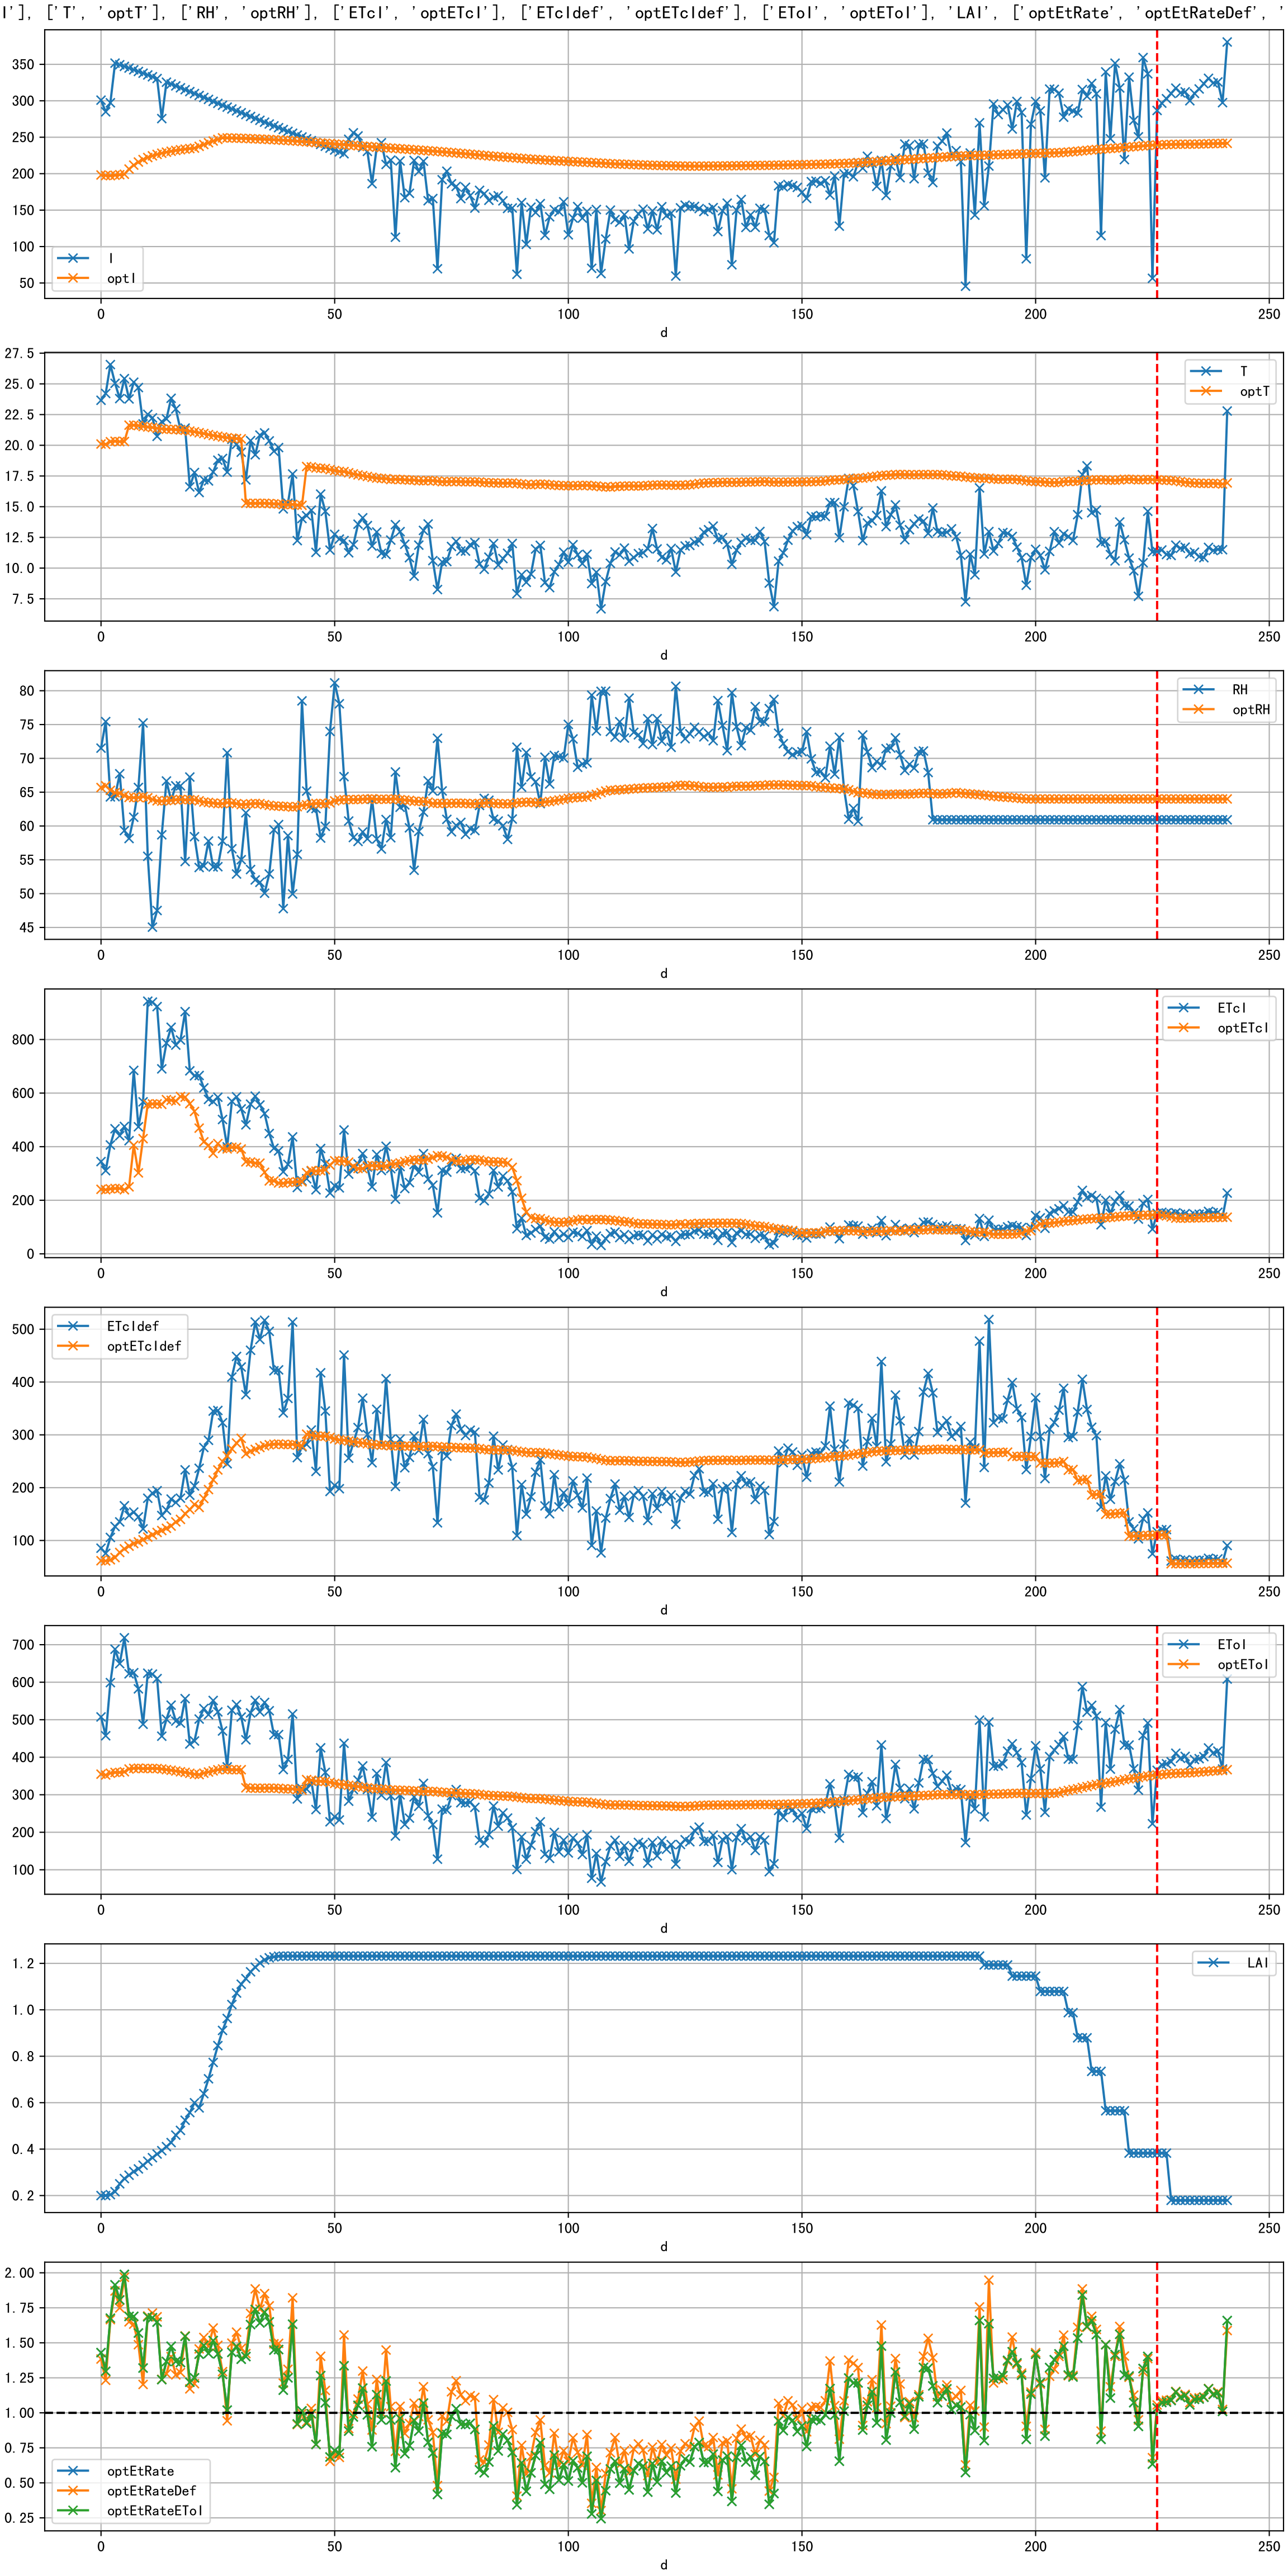 I'], ['T', 'optT'], ['RH', 'optRH'], ['ETcI', 'optETcI'], ['ETcIdef', 'optETcIdef'], ['EToI', 'optEToI'], 'LAI', ['optEtRate', 'optEtRateDef', '
350
300
250
200
150
100
50
I
optI
0 50 100 150 200 250
d
27.5
25.0
22.5
20.0
17.5
15.0
12.5
10.0
7.5
T
optT
0 50 100 150 200 250
d
80
75
70
65
60
55
50
45
RH
optRH
0 50 100 150 200 250
d
800
600
400
200
0
ETcI
optETcI
0 50 100 150 200 250
d
500
400
300
200
100
ETcIdef
optETcIdef
0 50 100 150 200 250
d
700
600
500
400
300
200
100
EToI
optEToI
0 50 100 150 200 250
d
1.2
1.0
0.8
0.6
0.4
0.2
LAI
0 50 100 150 200 250
d
2.00
1.75
1.50
1.25
1.00
0.75
0.50
0.25
optEtRate
optEtRateDef
optEtRateEToI
0 50 100 150 200 250
d